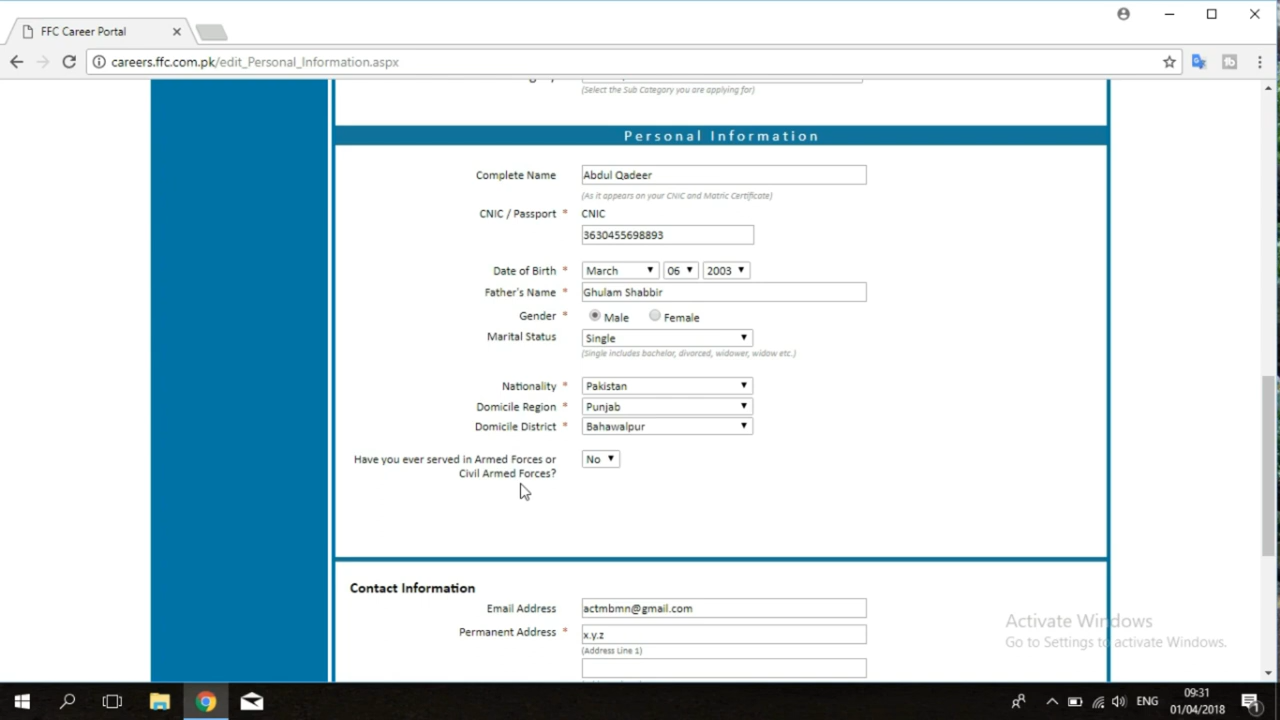 FFC Career Portal
careers.ffc.com.pk/edit_Personal_Information.aspx
(Select the Sub Category you are applying for)
Personal Information
Complete Name Abdul Qadeer
(As it appears on your CNIC and Matric Certificate)
CNIC / Passport * CNIC
3630455698893
Date of Birth * March 06 2003
Father's Name * Ghulam Shabbir
Gender * Male Female
Marital Status Single
(Single includes bachelor, divorced, widower, widow etc.)
Nationality * Pakistan
Domicile Region * Punjab
Domicile District * Bahawalpur
Have you ever served in Armed Forces or No
Civil Armed Forces?
Contact Information
Email Address actmbmn@gmail.com
Permanent Address * x.y.z
(Address Line 1)
Activate Windows
Go to Settings to activate Windows.
ENG
09:31
01/04/2018
1